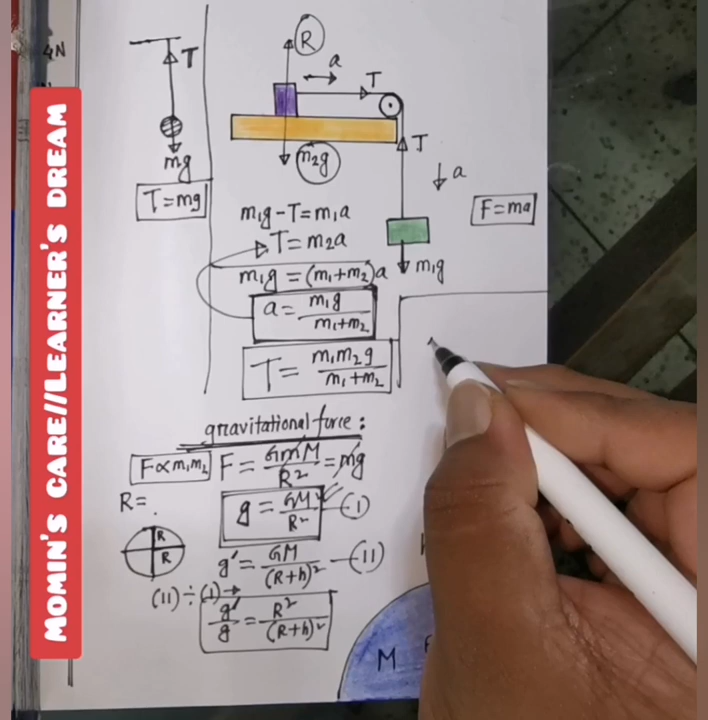 MOMIN'S CARE//LEARNER'S DREAM
4N
T
mg
T=mg
R
a
T
m₂g
T
a
m₁g
F=ma
m₁g-T=m₁a
T=m₂a
m₁g=(m₁+m₂)a
a= m₁g/m₁+m₂
T= m₁m₂g/m₁+m₂
gravitational force:
F∝m₁m₂
F= GmM/R² =mg
R=.
g= GM/R² —(I)
R
R
g′= GM/(R+h)² —(II)
(II)÷(I)→
g′/g = R²/(R+h)²
M